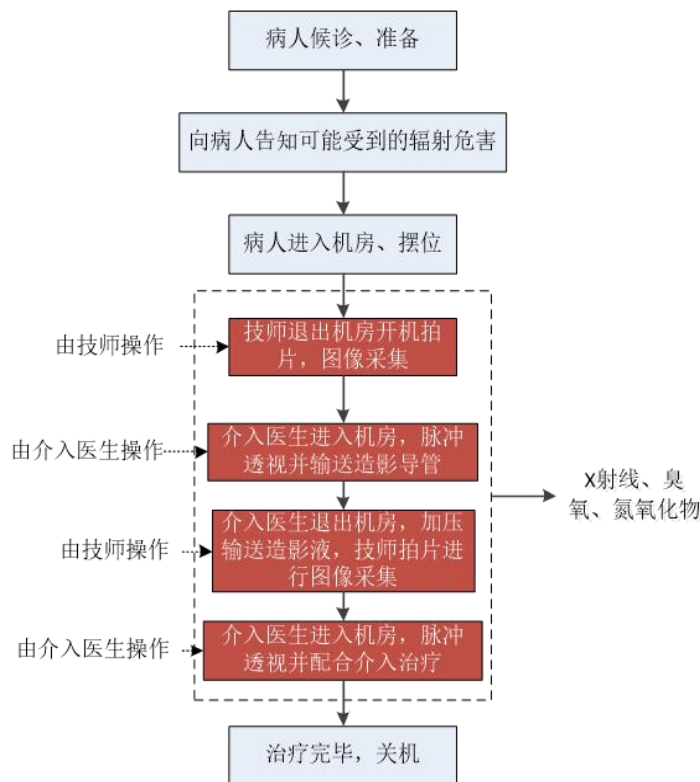 病人候诊、准备
向病人告知可能受到的辐射危害
病人进入机房、摆位
由技师操作
技师退出机房开机拍
片，图像采集
由介入医生操作
介入医生进入机房，脉冲
透视并输送造影导管
X射线、臭
氧、氮氧化物
由技师操作
介入医生退出机房，加压
输送造影液，技师拍片进
行图像采集
由介入医生操作
介入医生进入机房，脉冲
透视并配合介入治疗
治疗完毕，关机